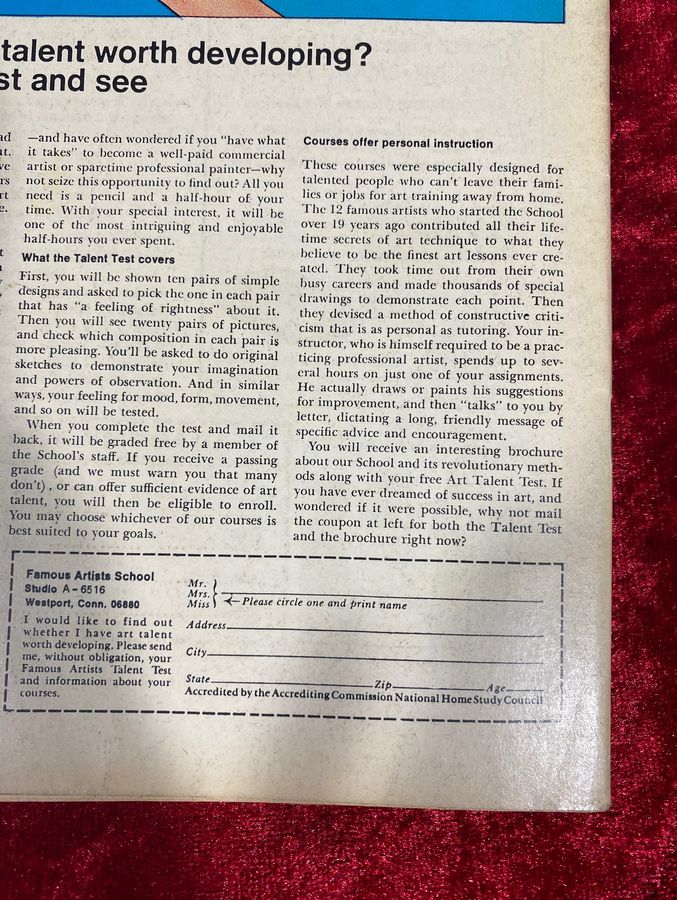 talent worth developing?
st and see
ad
t.
ve
rs
rt
e.
t
—and have often wondered if you "have what
it takes" to become a well-paid commercial
artist or sparetime professional painter—why
not seize this opportunity to find out? All you
need is a pencil and a half-hour of your
time. With your special interest, it will be
one of the most intriguing and enjoyable
half-hours you ever spent.
What the Talent Test covers
First, you will be shown ten pairs of simple
designs and asked to pick the one in each pair
that has "a feeling of rightness" about it.
Then you will see twenty pairs of pictures,
and check which composition in each pair is
more pleasing. You'll be asked to do original
sketches to demonstrate your imagination
and powers of observation. And in similar
ways, your feeling for mood, form, movement,
and so on will be tested.
When you complete the test and mail it
back, it will be graded free by a member of
the School's staff. If you receive a passing
grade (and we must warn you that many
don't), or can offer sufficient evidence of art
talent, you will then be eligible to enroll.
You may choose whichever of our courses is
best suited to your goals.
Courses offer personal instruction
These courses were especially designed for
talented people who can't leave their fami-
lies or jobs for art training away from home.
The 12 famous artists who started the School
over 19 years ago contributed all their life-
time secrets of art technique to what they
believe to be the finest art lessons ever cre-
ated. They took time out from their own
busy careers and made thousands of special
drawings to demonstrate each point. Then
they devised a method of constructive criti-
cism that is as personal as tutoring. Your in-
structor, who is himself required to be a prac-
ticing professional artist, spends up to sev-
eral hours on just one of your assignments.
He actually draws or paints his suggestions
for improvement, and then "talks" to you by
letter, dictating a long, friendly message of
specific advice and encouragement.
You will receive an interesting brochure
about our School and its revolutionary meth-
ods along with your free Art Talent Test. If
you have ever dreamed of success in art, and
wondered if it were possible, why not mail
the coupon at left for both the Talent Test
and the brochure right now?
Famous Artists School
Studio A-6516
Westport, Conn. 06880
I would like to find out
whether I have art talent
worth developing. Please send
me, without obligation, your
Famous Artists Talent Test
and information about your
courses.
Mr.
Mrs.
Miss
Please circle one and print name
Address
City
State Zip Age
Accredited by the Accrediting Commission National Home Study Council